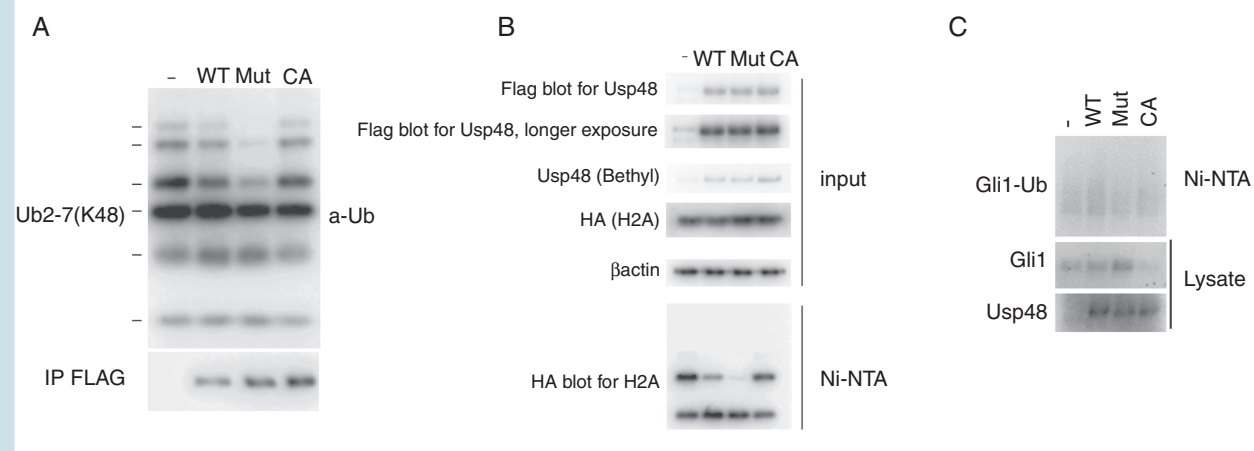 A
- WT Mut CA
Ub2-7(K48)
a-Ub
IP FLAG
B
- WT Mut CA
Flag blot for Usp48
Flag blot for Usp48, longer exposure
Usp48 (Bethyl)
HA (H2A)
βactin
input
HA blot for H2A
Ni-NTA
C
- WT Mut CA
Gli1-Ub
Ni-NTA
Gli1
Usp48
Lysate